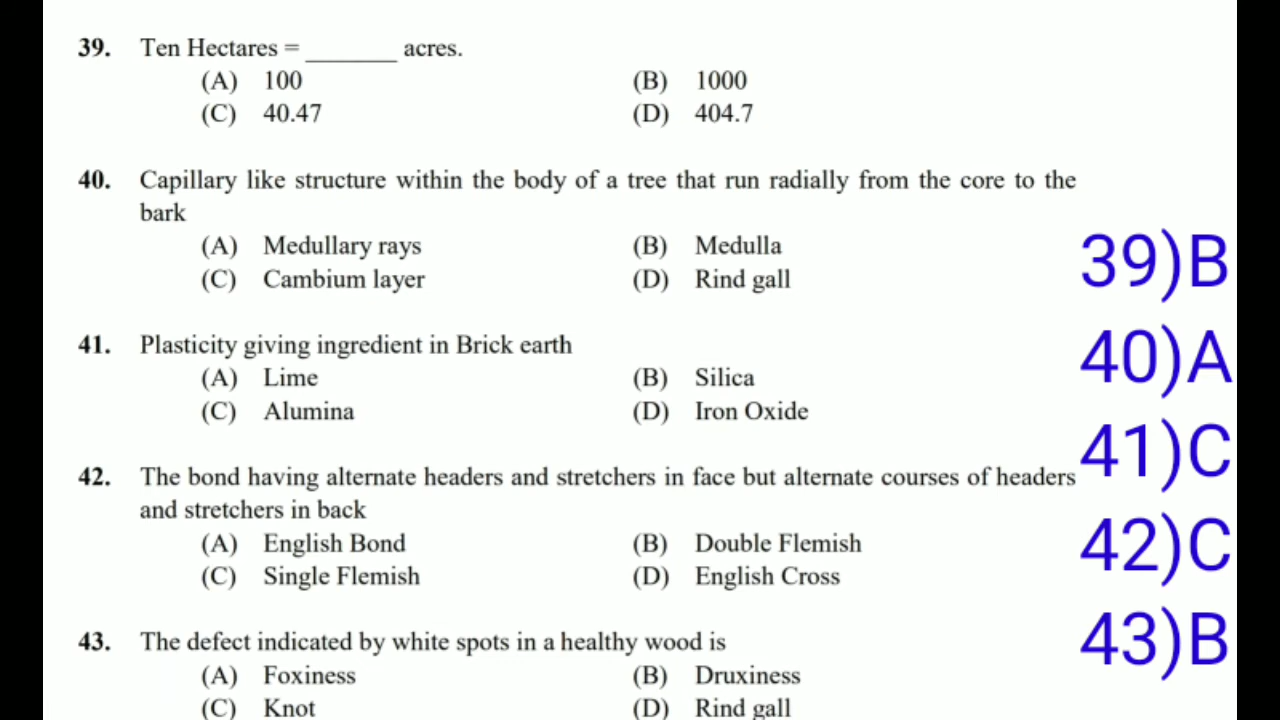 39. Ten Hectares = _______ acres.
(A) 100 (B) 1000
(C) 40.47 (D) 404.7
40. Capillary like structure within the body of a tree that run radially from the core to the
bark
(A) Medullary rays (B) Medulla
(C) Cambium layer (D) Rind gall
41. Plasticity giving ingredient in Brick earth
(A) Lime (B) Silica
(C) Alumina (D) Iron Oxide
42. The bond having alternate headers and stretchers in face but alternate courses of headers
and stretchers in back
(A) English Bond (B) Double Flemish
(C) Single Flemish (D) English Cross
43. The defect indicated by white spots in a healthy wood is
(A) Foxiness (B) Druxiness
(C) Knot (D) Rind gall
39)B
40)A
41)C
42)C
43)B